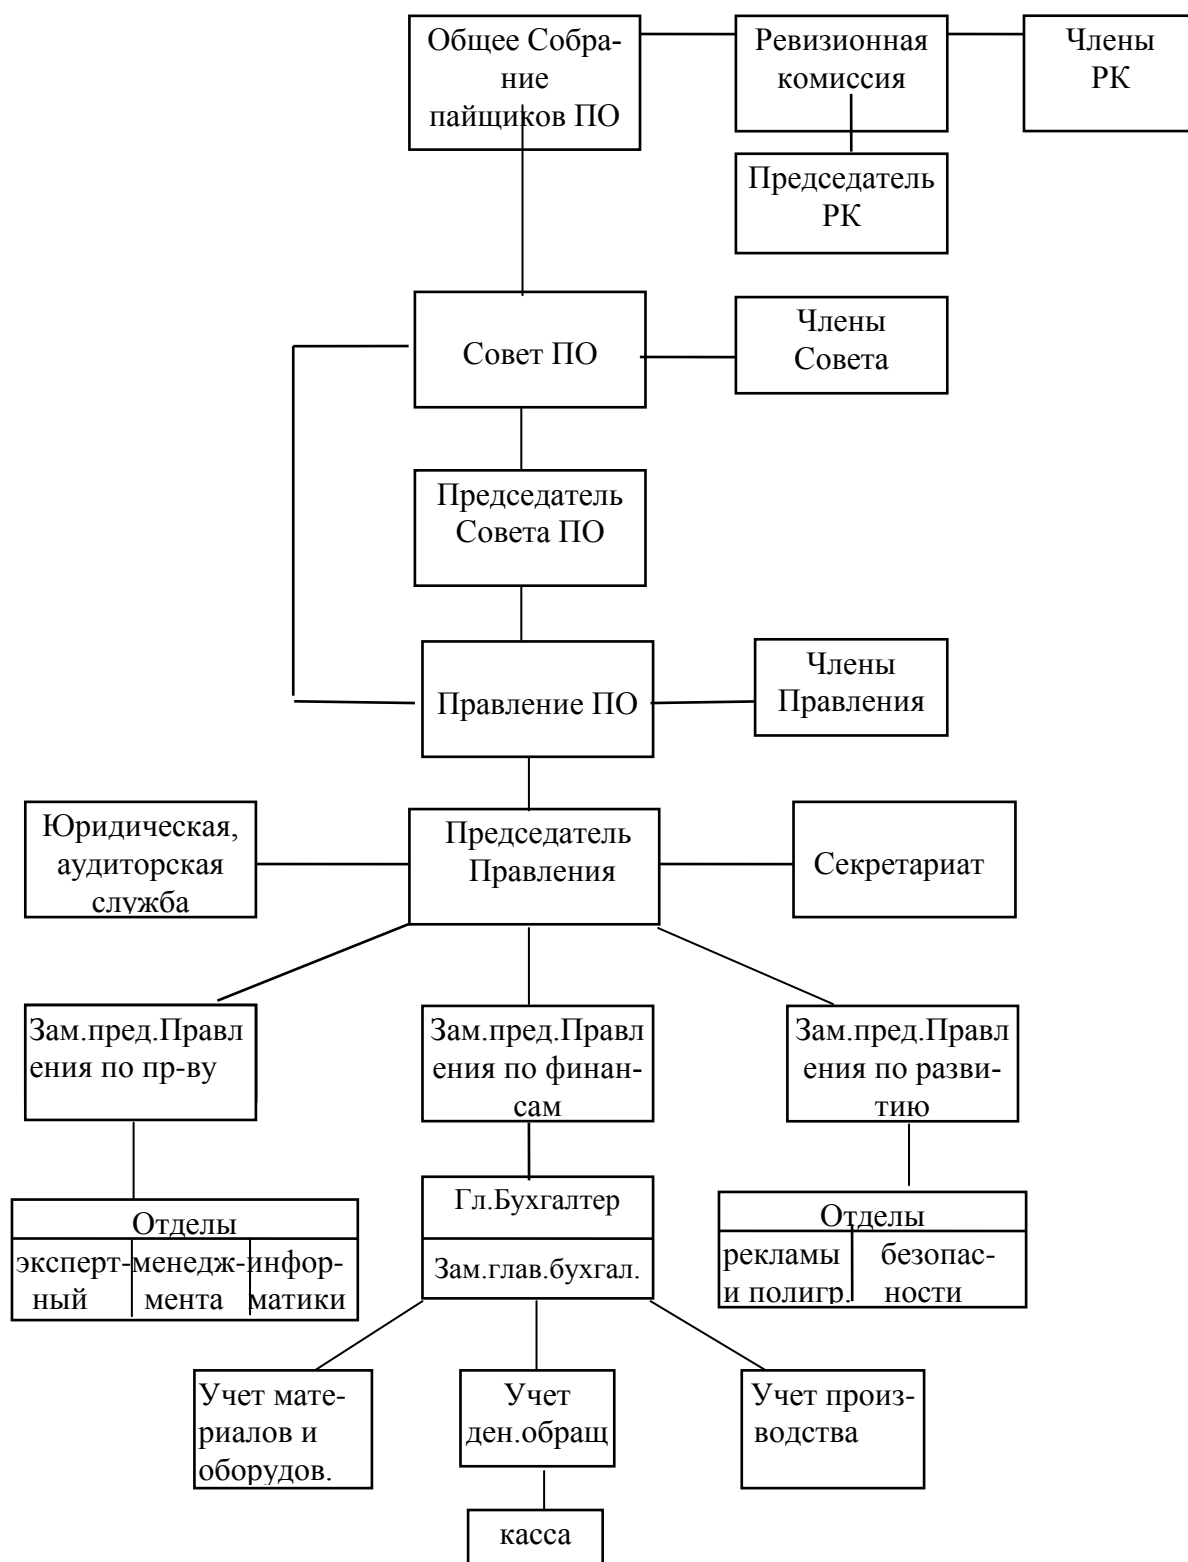 Общее Собра-
ние
пайщиков ПО
Ревизионная
комиссия
Члены
РК
Председатель
РК
Совет ПО
Члены
Совета
Председатель
Совета ПО
Правление ПО
Члены
Правления
Юридическая,
аудиторская
служба
Председатель
Правления
Секретариат
Зам.пред.Правл
ения по пр-ву
Зам.пред.Правл
ения по финан-
сам
Зам.пред.Правл
ения по разви-
тию
Отделы
эксперт-
ный
менедж-
мента
инфор-
матики
Гл.Бухгалтер
Зам.глав.бухгал.
Отделы
рекламы
и полигр.
безопас-
ности
Учет мате-
риалов и
оборудов.
Учет
ден.обращ
Учет произ-
водства
касса